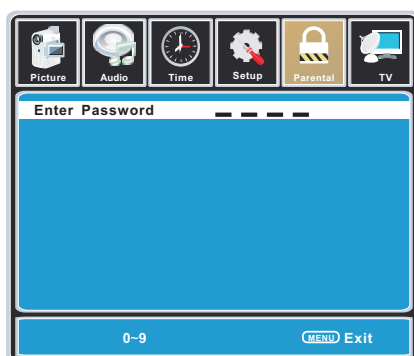 Picture Audio Time Setup Parental TV
Enter Password _ _ _ _
0~9 MENU Exit